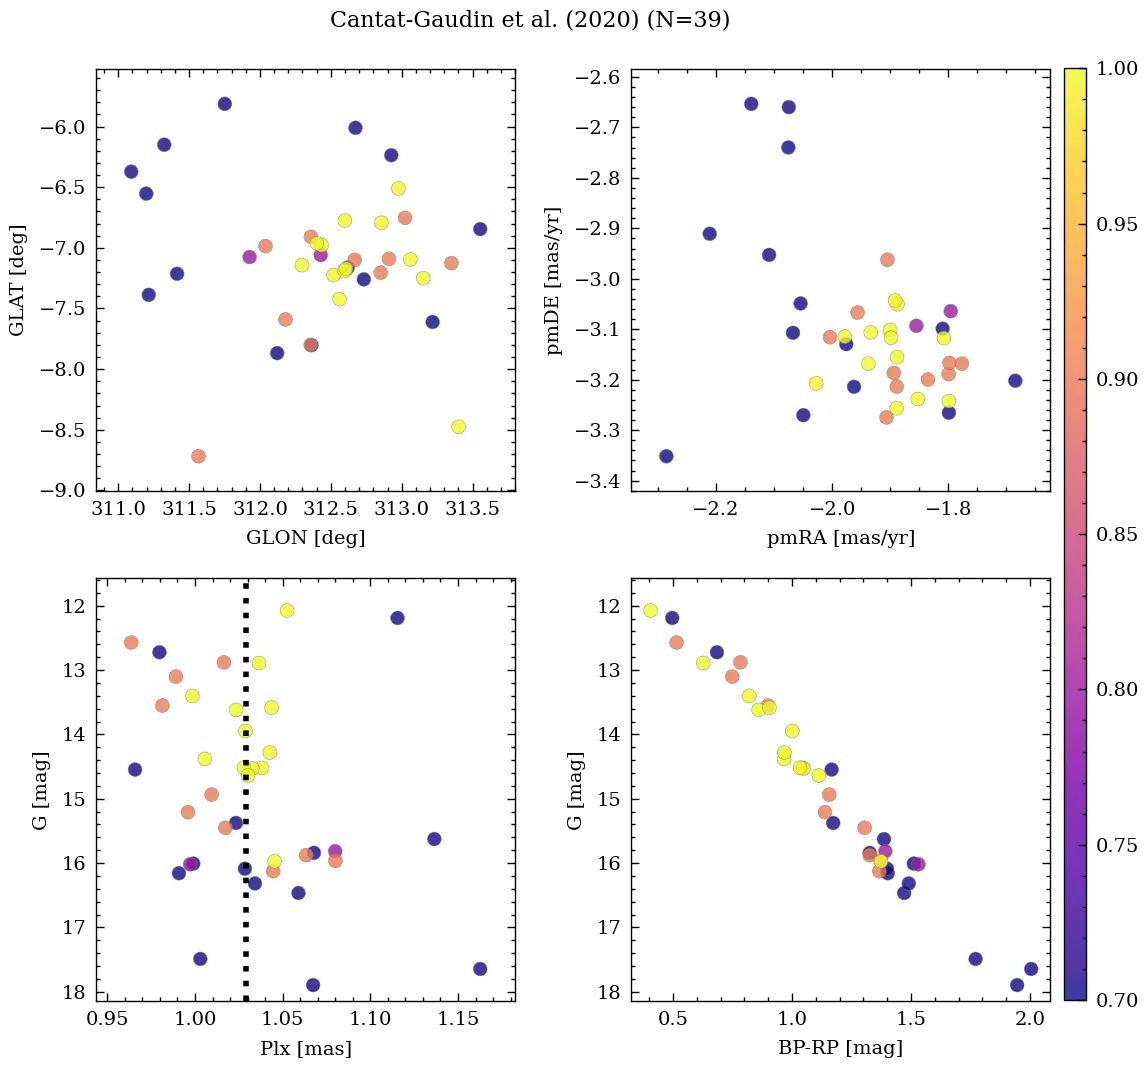 Cantat-Gaudin et al. (2020) (N=39)
−6.0
−6.5
−7.0
−7.5
−8.0
−8.5
−9.0
GLAT [deg]
311.0 311.5 312.0 312.5 313.0 313.5
GLON [deg]
−2.6
−2.7
−2.8
−2.9
−3.0
−3.1
−3.2
−3.3
−3.4
pmDE [mas/yr]
−2.2 −2.0 −1.8
pmRA [mas/yr]
12
13
14
15
16
17
18
G [mag]
0.95 1.00 1.05 1.10 1.15
Plx [mas]
12
13
14
15
16
17
18
G [mag]
0.5 1.0 1.5 2.0
BP-RP [mag]
1.00
0.95
0.90
0.85
0.80
0.75
0.70